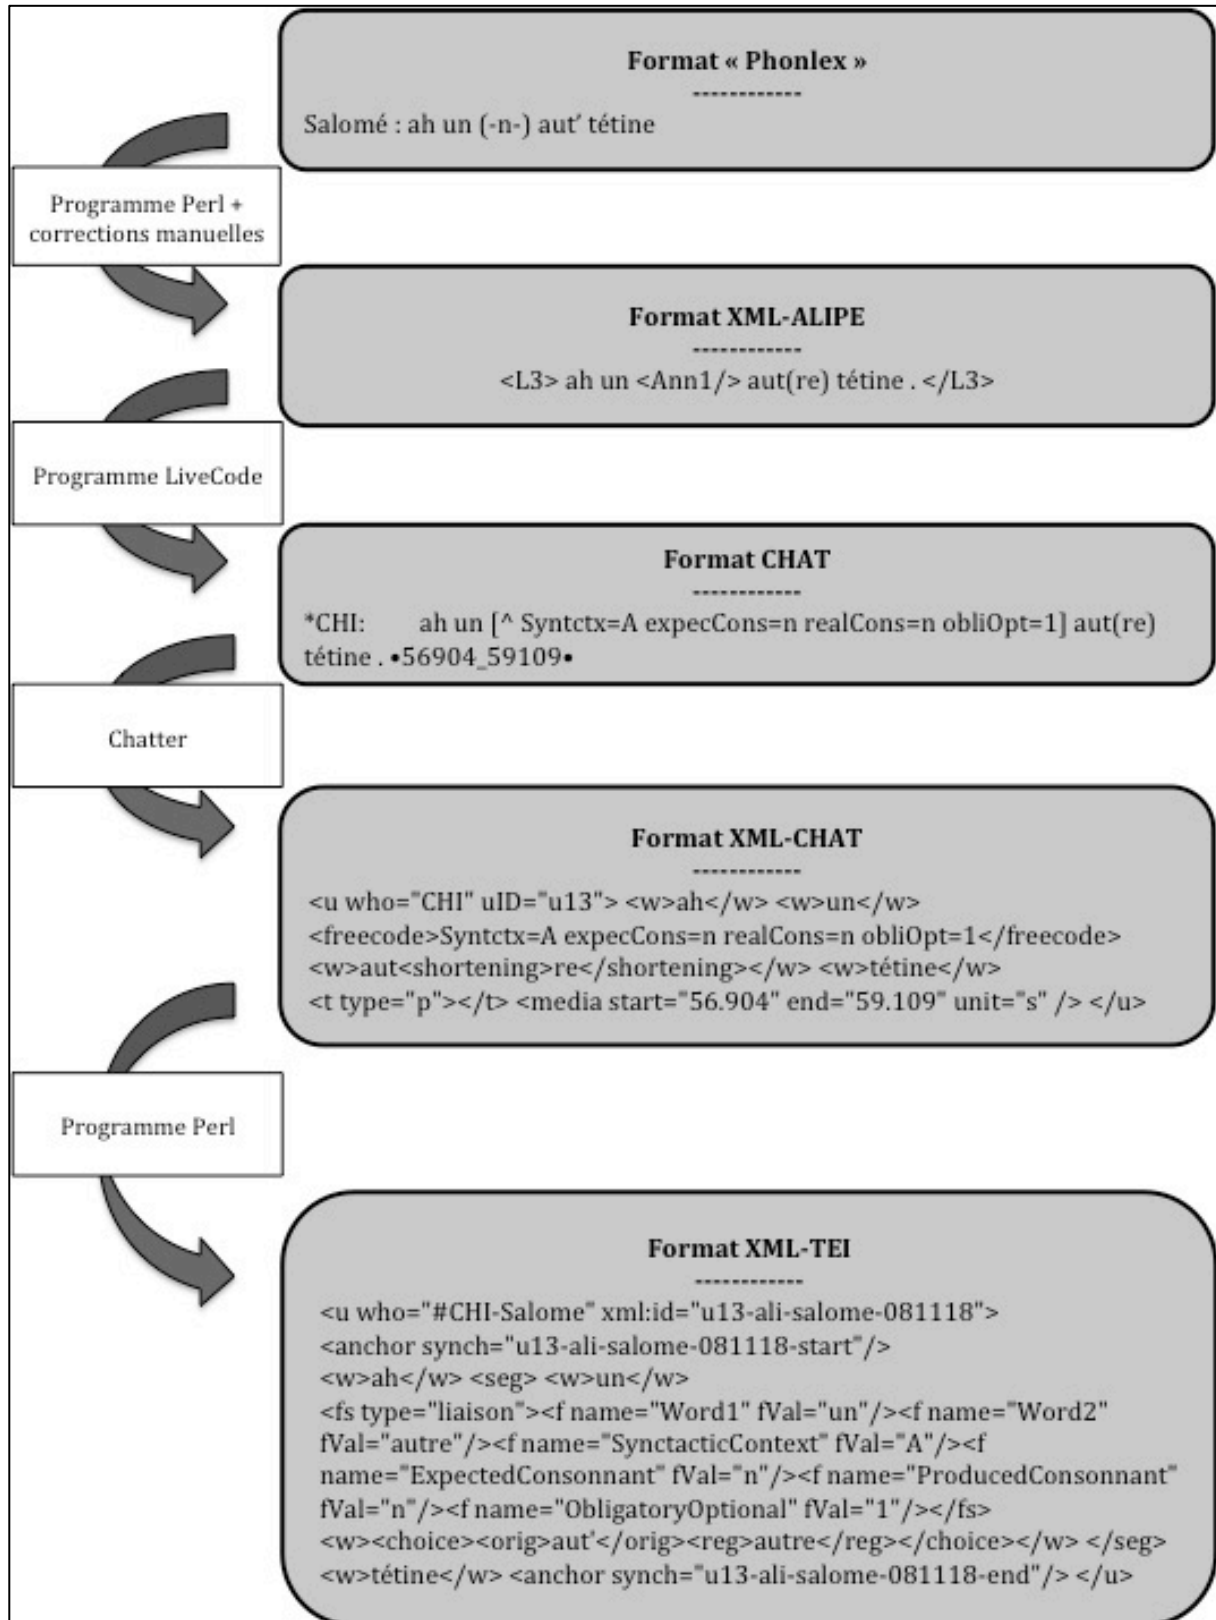 Format « Phonlex »
------------
Salomé : ah un (-n-) aut' tétine
Programme Perl +
corrections manuelles
Format XML-ALIPE
------------
<L3> ah un <Ann1/> aut(re) tétine . </L3>
Programme LiveCode
Format CHAT
------------
*CHI: ah un [^ Syntctx=A expecCons=n realCons=n obliOpt=1] aut(re)
tétine . •56904_59109•
Chatter
Format XML-CHAT
------------
<u who="CHI" uID="u13"> <w>ah</w> <w>un</w>
<freecode>Syntctx=A expecCons=n realCons=n obliOpt=1</freecode>
<w>aut<shortening>re</shortening></w> <w>tétine</w>
<t type="p"></t> <media start="56.904" end="59.109" unit="s" /> </u>
Programme Perl
Format XML-TEI
------------
<u who="#CHI-Salome" xml:id="u13-ali-salome-081118">
<anchor synch="u13-ali-salome-081118-start"/>
<w>ah</w> <seg> <w>un</w>
<fs type="liaison"><f name="Word1" fVal="un"/><f name="Word2"
fVal="autre"/><f name="SynctacticContext" fVal="A"/><f
name="ExpectedConsonnant" fVal="n"/><f name="ProducedConsonnant"
fVal="n"/><f name="ObligatoryOptional" fVal="1"/></fs>
<w><choice><orig>aut'</orig><reg>autre</reg></choice></w> </seg>
<w>tétine</w> <anchor synch="u13-ali-salome-081118-end"/> </u>